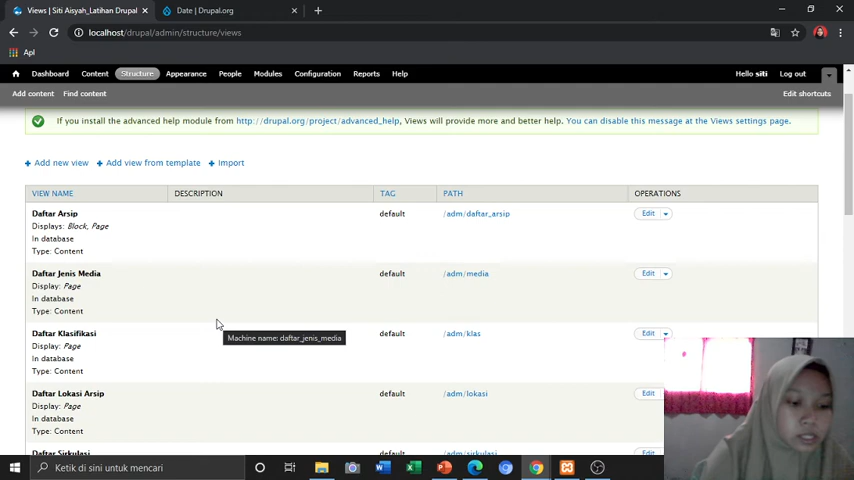 Views | Siti Aisyah_Latihan Drupal
Date | Drupal.org
localhost/drupal/admin/structure/views
Apl
Dashboard Content Structure Appearance People Modules Configuration Reports Help
Hello siti Log out
Add content Find content
Edit shortcuts
If you install the advanced help module from http://drupal.org/project/advanced_help, Views will provide more and better help. You can disable this message at the Views settings page.
+ Add new view + Add view from template + Import
VIEW NAME DESCRIPTION TAG PATH OPERATIONS
Daftar Arsip default /adm/daftar_arsip Edit
Displays: Block, Page
In database
Type: Content
Daftar Jenis Media default /adm/media Edit
Display: Page
In database
Type: Content
Machine name: daftar_jenis_media
Daftar Klasifikasi default /adm/klas Edit
Display: Page
In database
Type: Content
Daftar Lokasi Arsip default /adm/lokasi Edit
Display: Page
In database
Type: Content
Daftar Sirkulasi default /adm/sirkulasi Edit
Ketik di sini untuk mencari